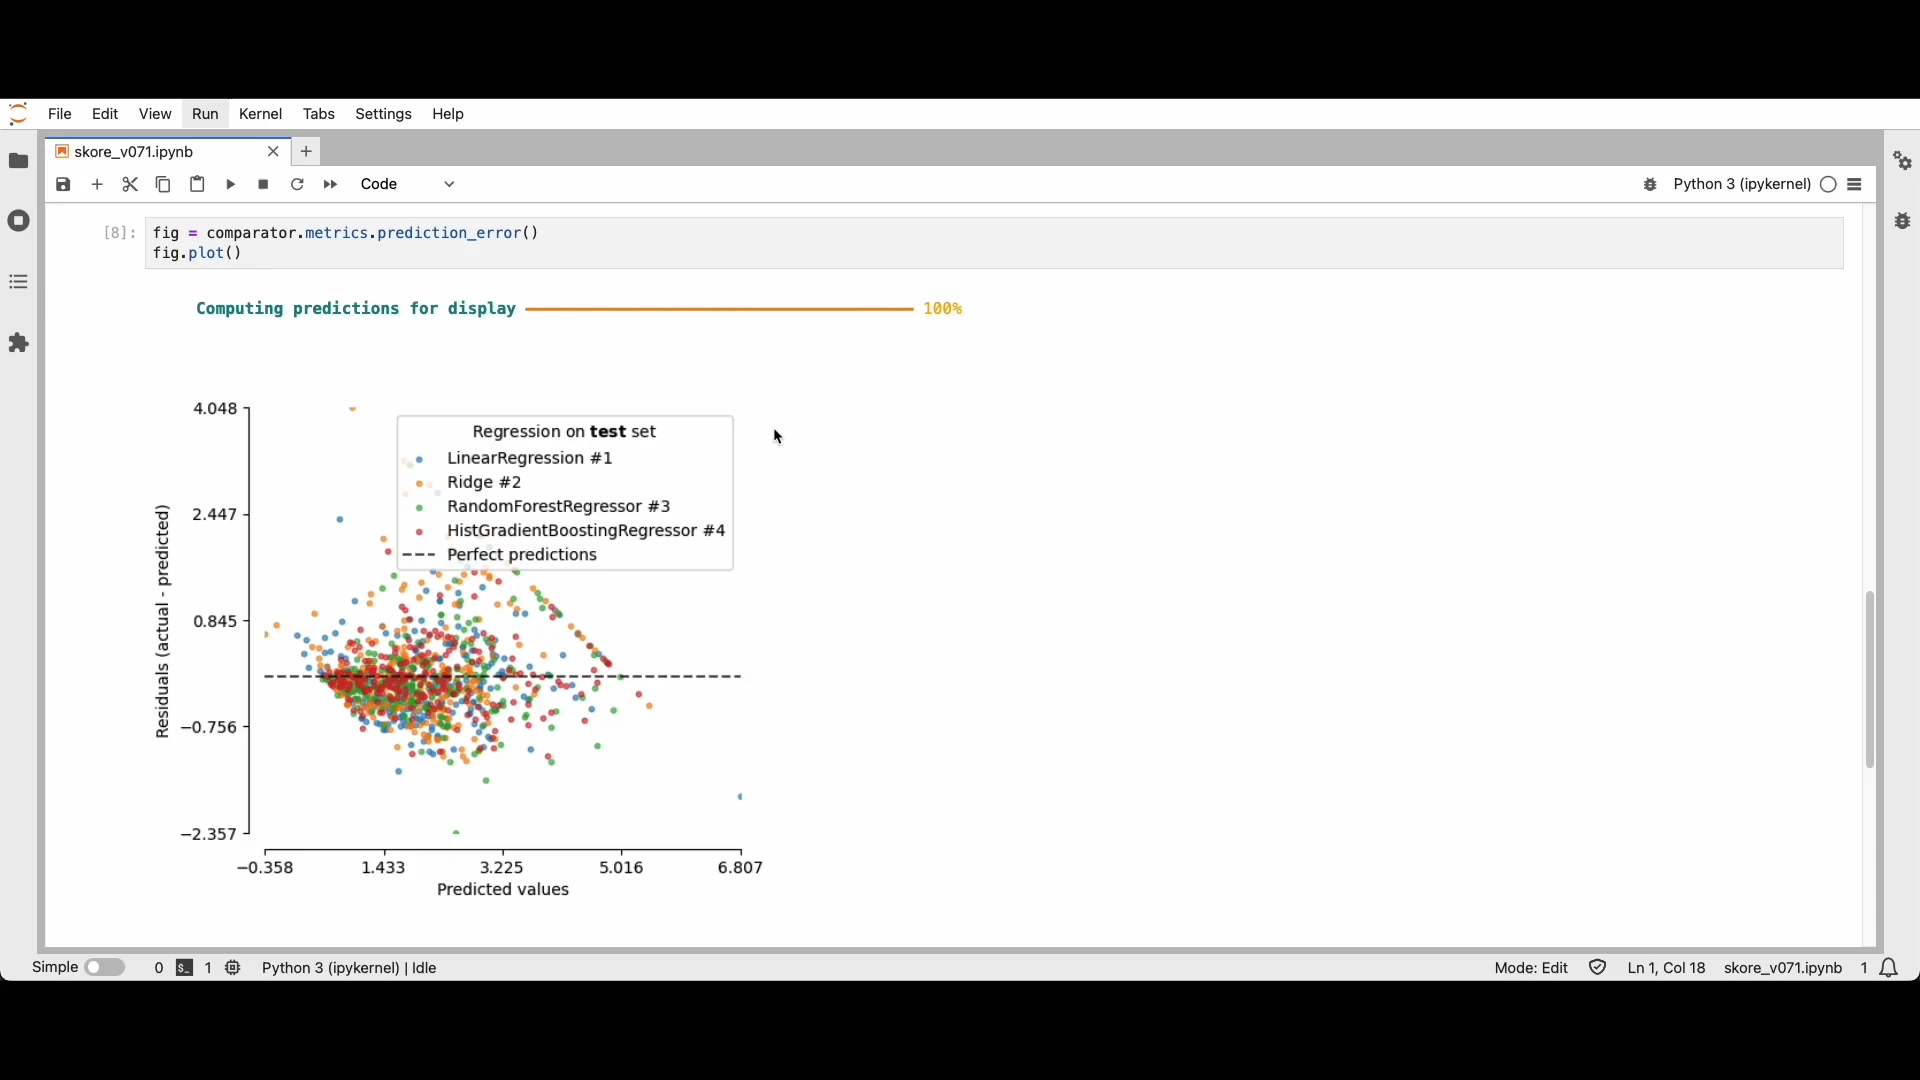 File Edit View Run Kernel Tabs Settings Help
skore_v071.ipynb
Code
Python 3 (ipykernel)
[8]: fig = comparator.metrics.prediction_error()
fig.plot()
Computing predictions for display 100%
4.048
2.447
0.845
−0.756
−2.357
Residuals (actual - predicted)
Regression on test set
LinearRegression #1
Ridge #2
RandomForestRegressor #3
HistGradientBoostingRegressor #4
Perfect predictions
−0.358 1.433 3.225 5.016 6.807
Predicted values
Simple 0 $_ 1 Python 3 (ipykernel) | Idle Mode: Edit Ln 1, Col 18 skore_v071.ipynb 1